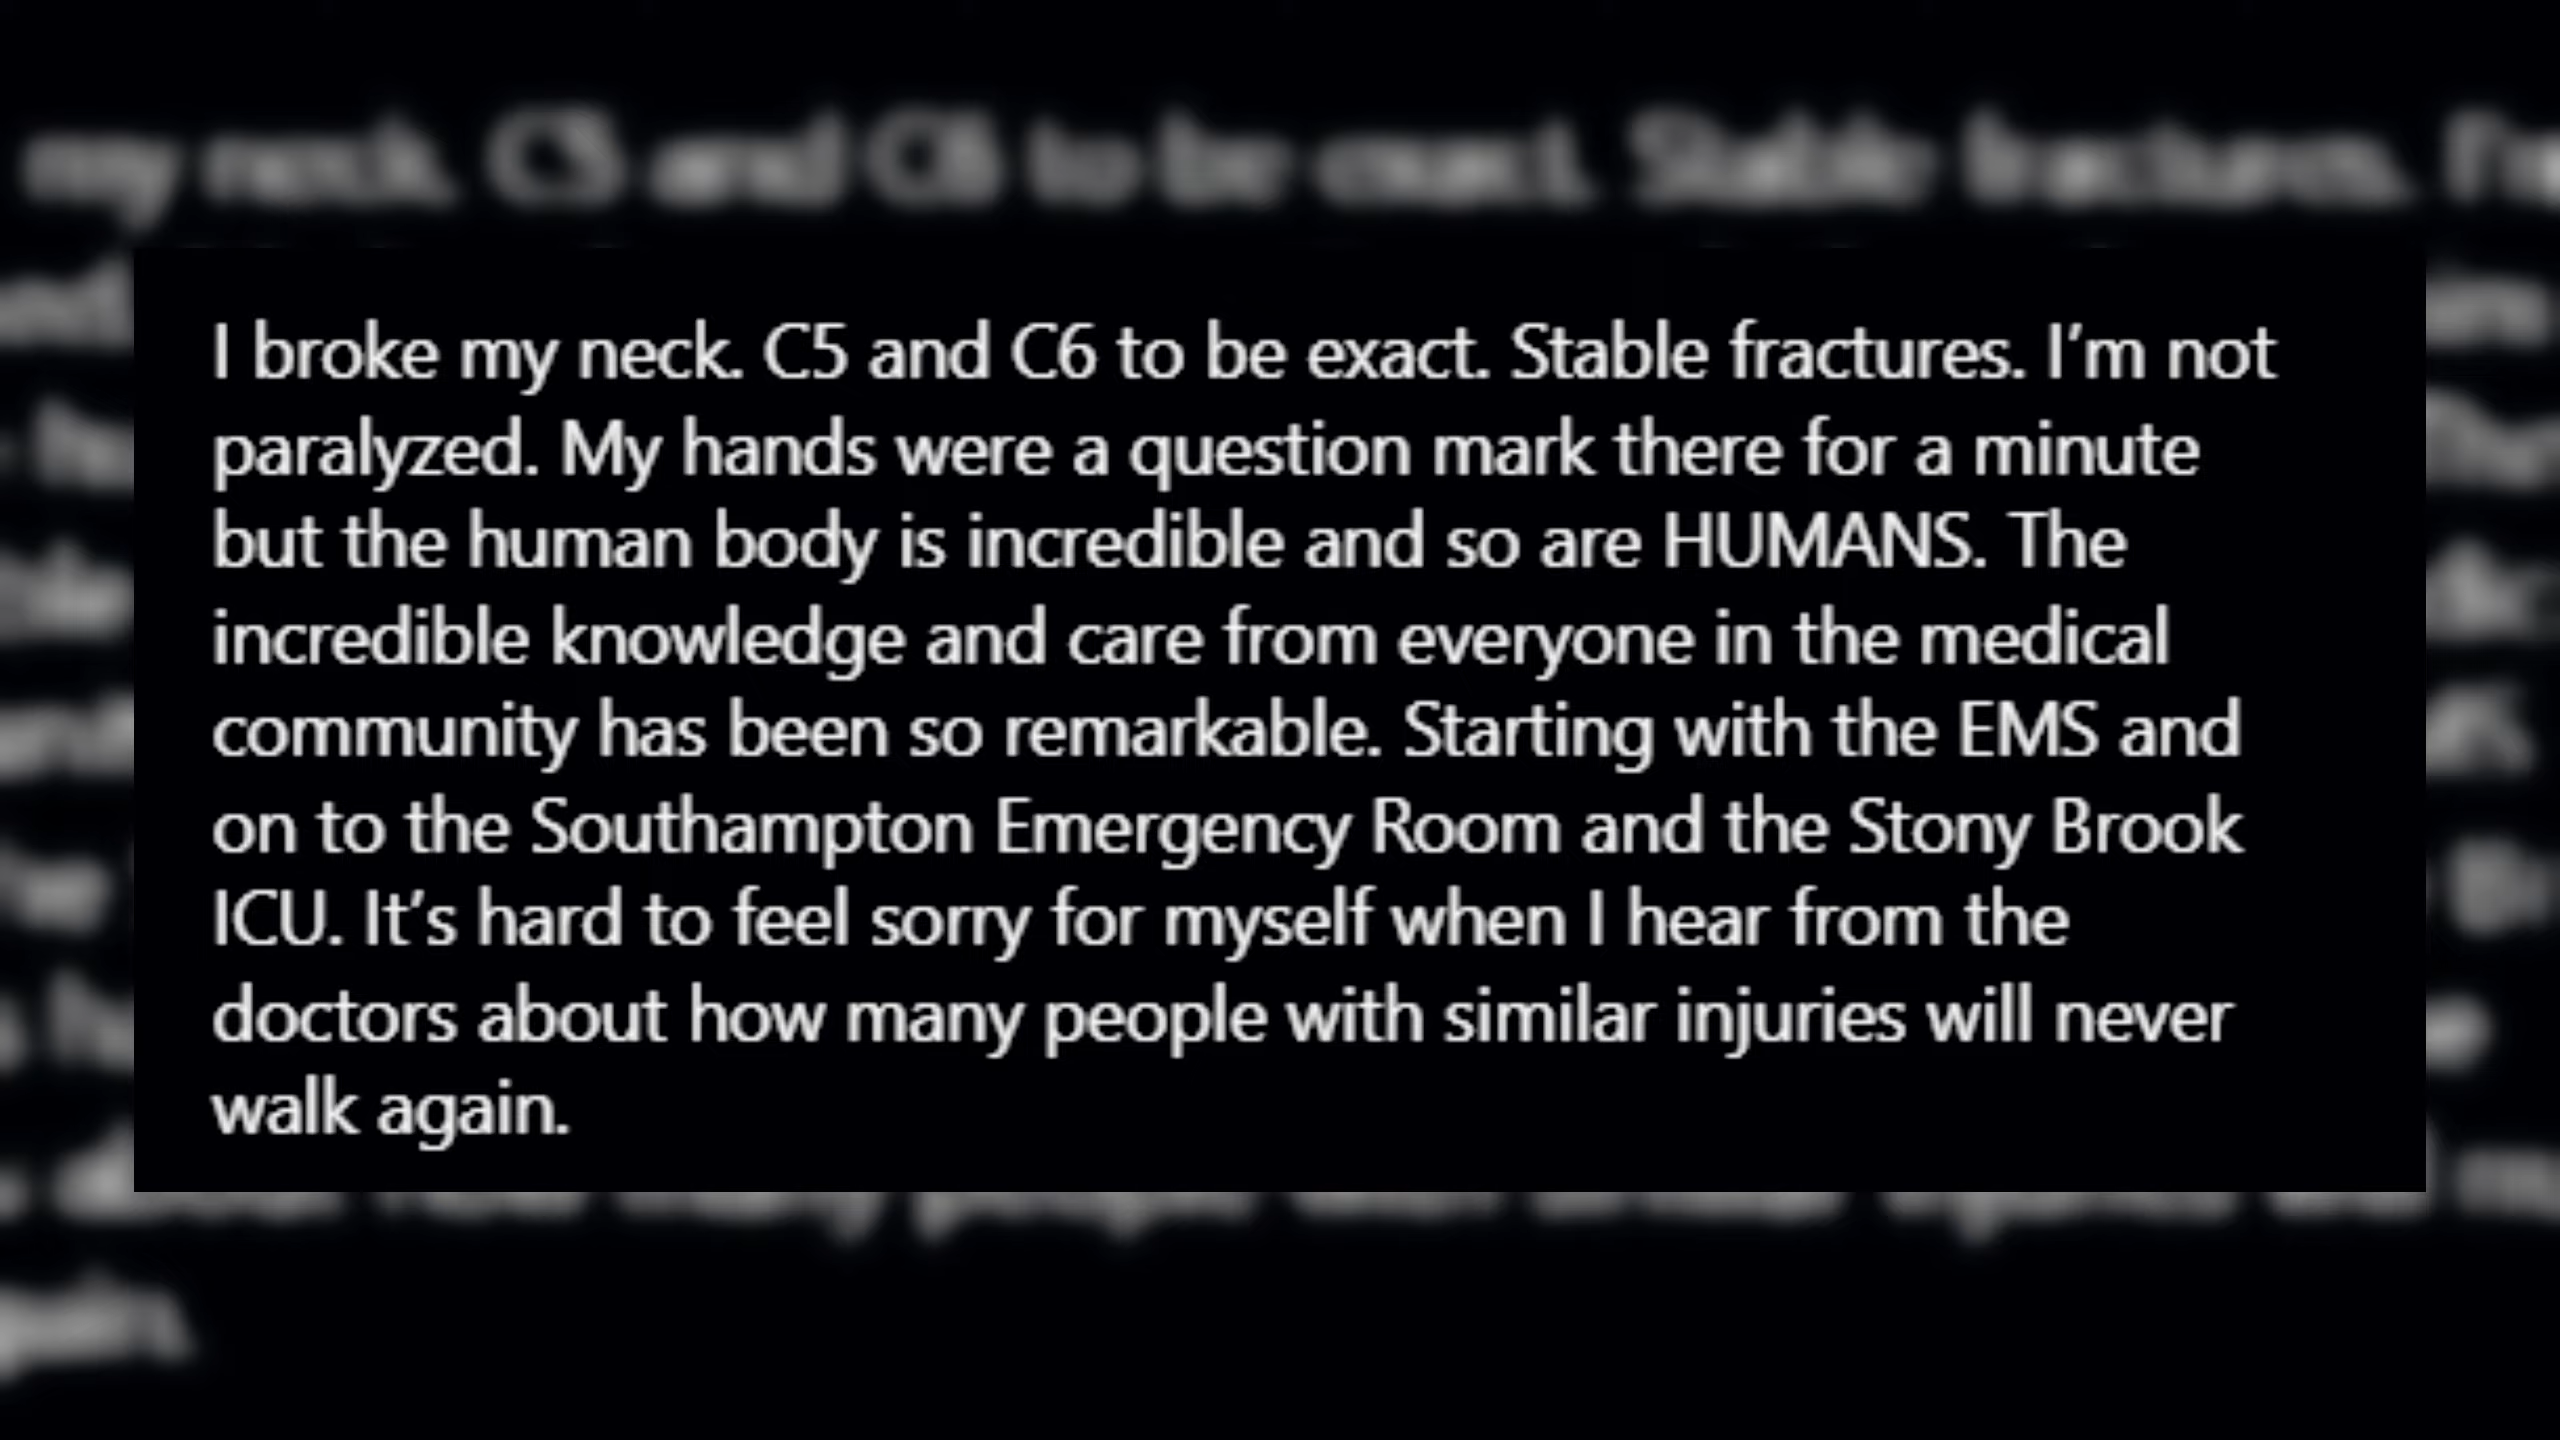 I broke my neck. C5 and C6 to be exact. Stable fractures. I’m not
paralyzed. My hands were a question mark there for a minute
but the human body is incredible and so are HUMANS. The
incredible knowledge and care from everyone in the medical
community has been so remarkable. Starting with the EMS and
on to the Southampton Emergency Room and the Stony Brook
ICU. It’s hard to feel sorry for myself when I hear from the
doctors about how many people with similar injuries will never
walk again.